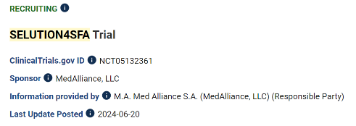 RECRUITING
SELUTION4SFA Trial
ClinicalTrials.gov ID NCT05132361
Sponsor MedAlliance, LLC
Information provided by M.A. Med Alliance S.A. (MedAlliance, LLC) (Responsible Party)
Last Update Posted 2024-06-20